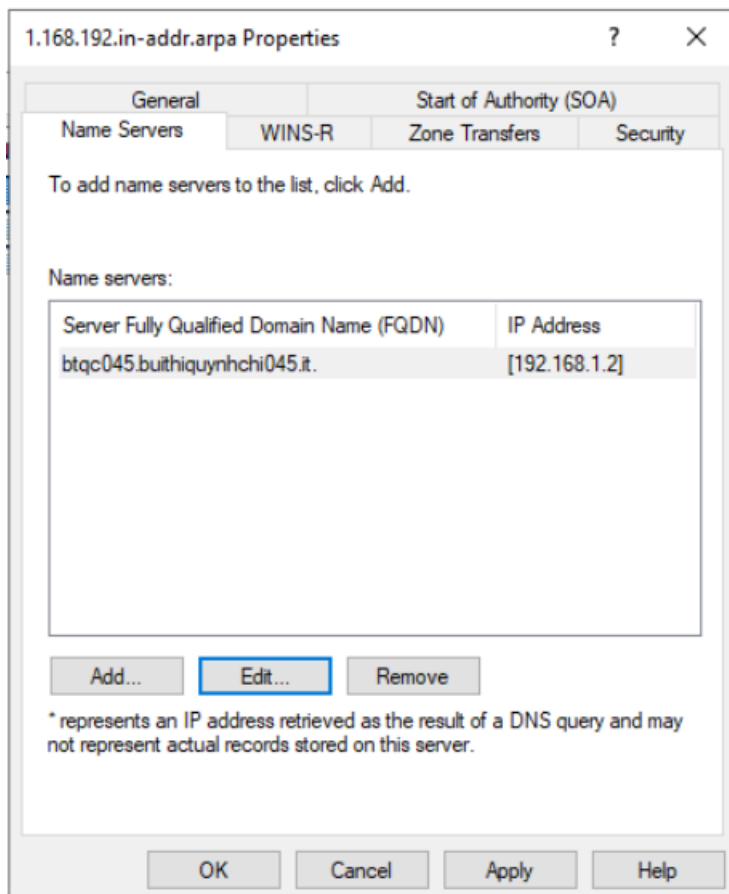 1.168.192.in-addr.arpa Properties
?
General
Start of Authority (SOA)
Name Servers
WINS-R
Zone Transfers
Security
To add name servers to the list, click Add.
Name servers:
Server Fully Qualified Domain Name (FQDN)
IP Address
btqc045.buithiquynhchi045.it.
[192.168.1.2]
Add...
Edit...
Remove
* represents an IP address retrieved as the result of a DNS query and may
not represent actual records stored on this server.
OK
Cancel
Apply
Help